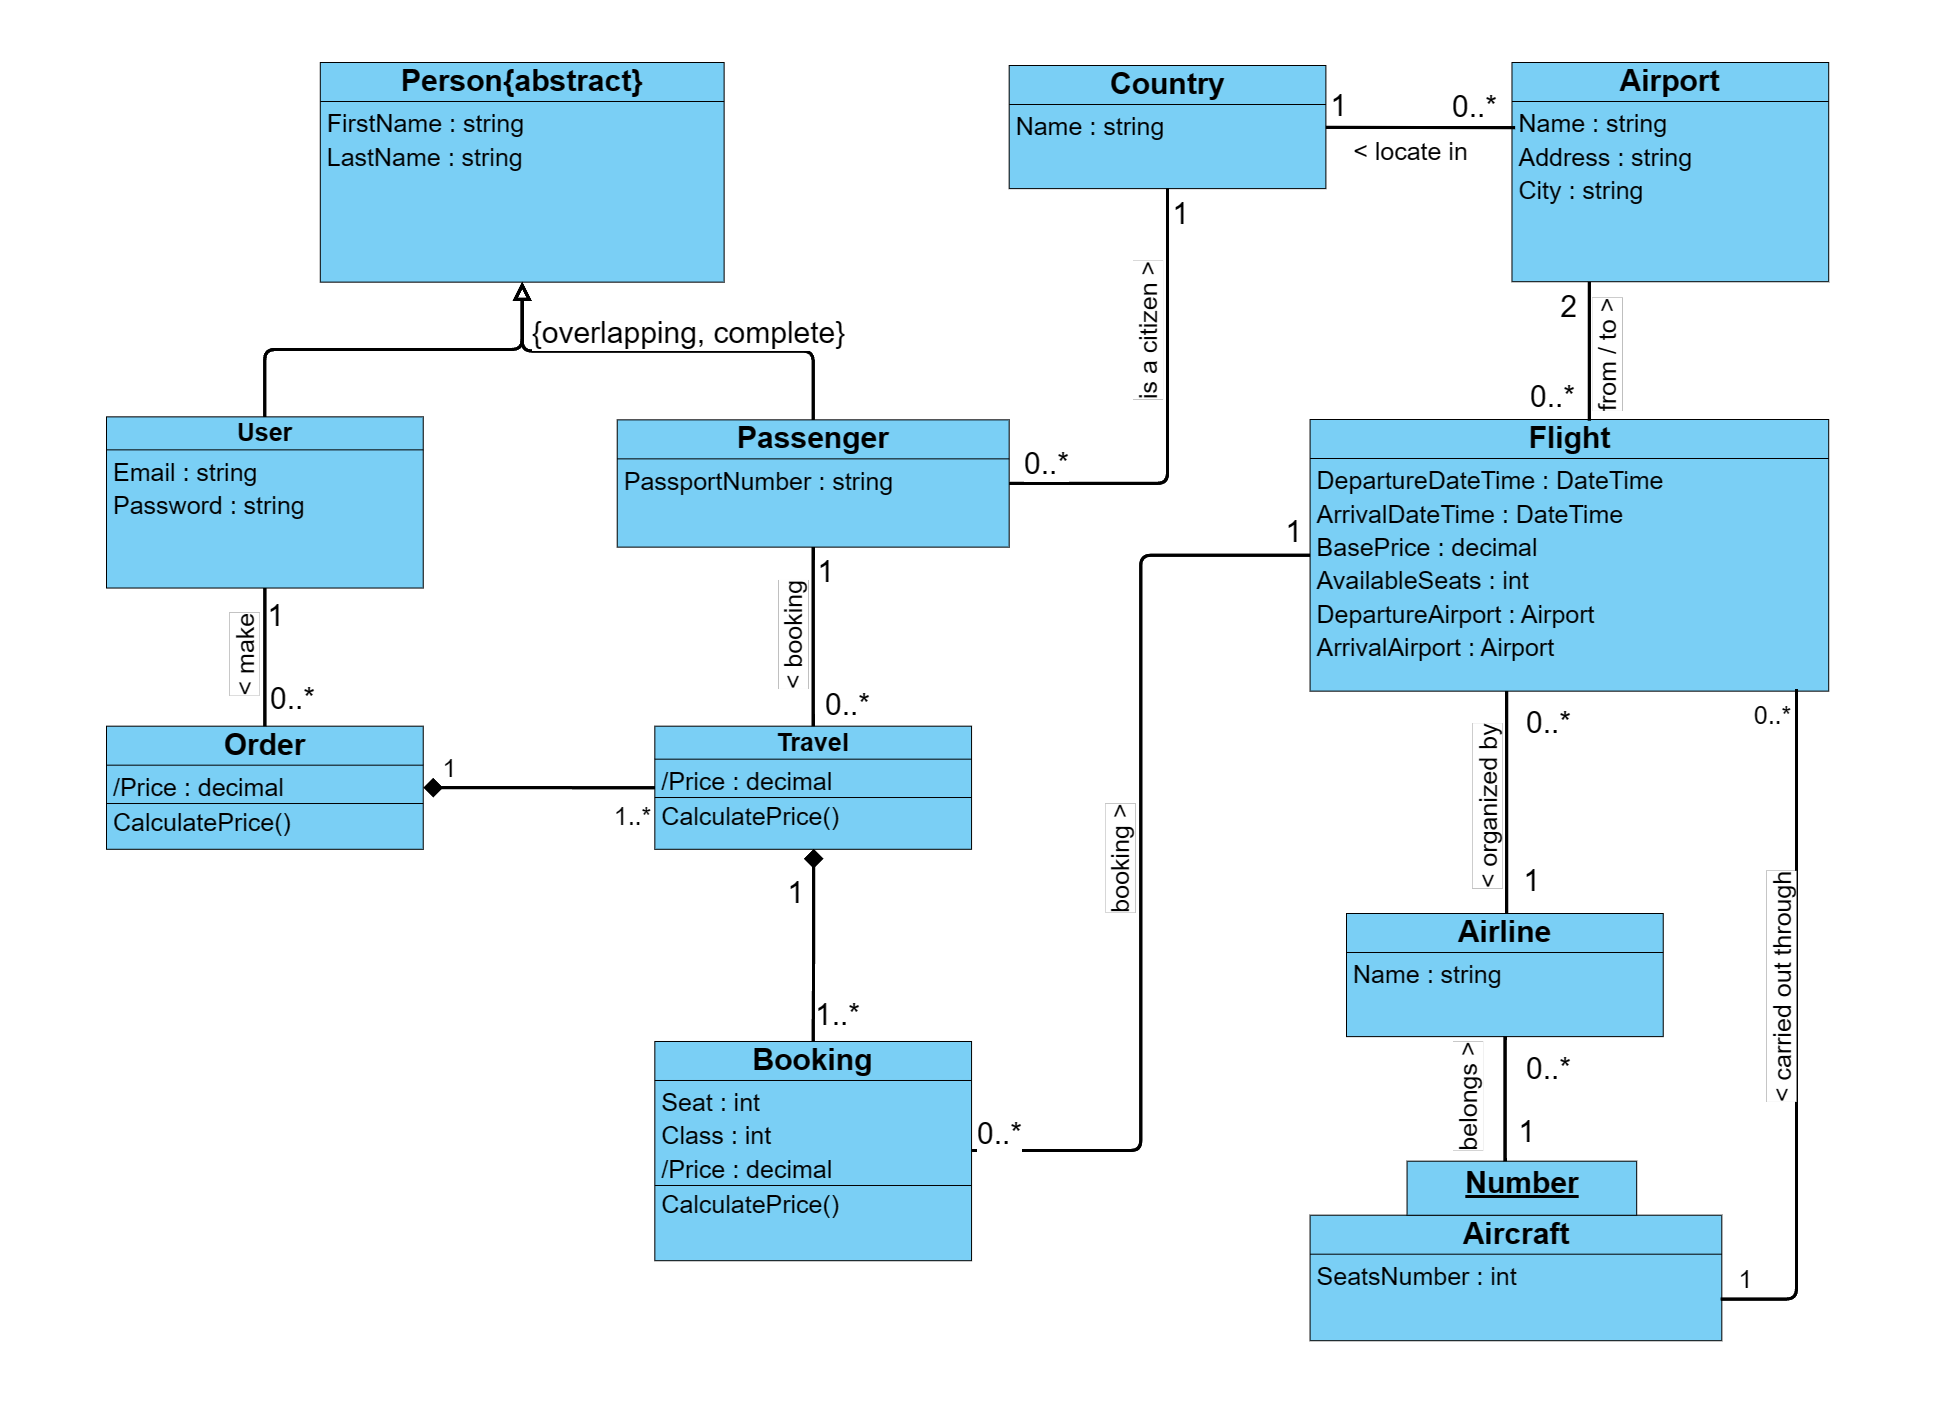 Person{abstract}
FirstName : string
LastName : string
{overlapping, complete}
Country
Name : string
1
0..*
< locate in
Airport
Name : string
Address : string
City : string
1
is a citizen >
0..*
2
from / to >
0..*
User
Email : string
Password : string
Passenger
PassportNumber : string
Flight
DepartureDateTime : DateTime
ArrivalDateTime : DateTime
BasePrice : decimal
AvailableSeats : int
DepartureAirport : Airport
ArrivalAirport : Airport
1
< make
0..*
1
< booking
0..*
1
booking >
0..*
Order
/Price : decimal
CalculatePrice()
1
1..*
Travel
/Price : decimal
CalculatePrice()
1
1..*
0..*
< organized by
1
0..*
< carried out through
1
Airline
Name : string
0..*
belongs >
1
Booking
Seat : int
Class : int
/Price : decimal
CalculatePrice()
Number
Aircraft
SeatsNumber : int